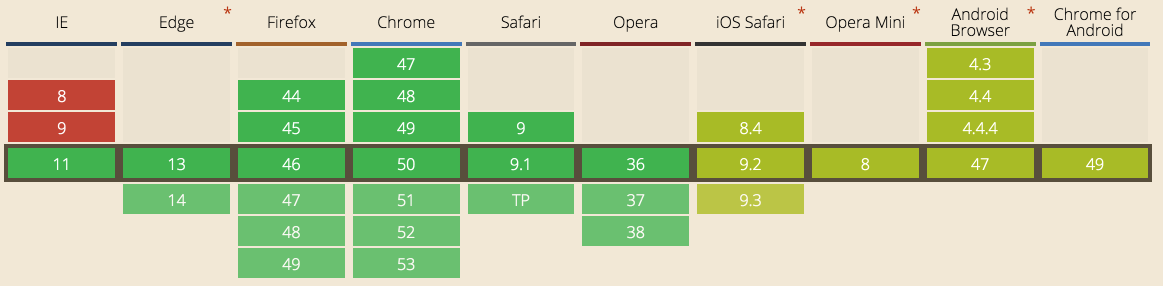 IE Edge * Firefox Chrome Safari Opera iOS Safari * Opera Mini * Android Browser * Chrome for Android
47 4.3
8 44 48 4.4
9 45 49 9 8.4 4.4.4
11 13 46 50 9.1 36 9.2 8 47 49
14 47 51 TP 37 9.3
48 52 38
49 53